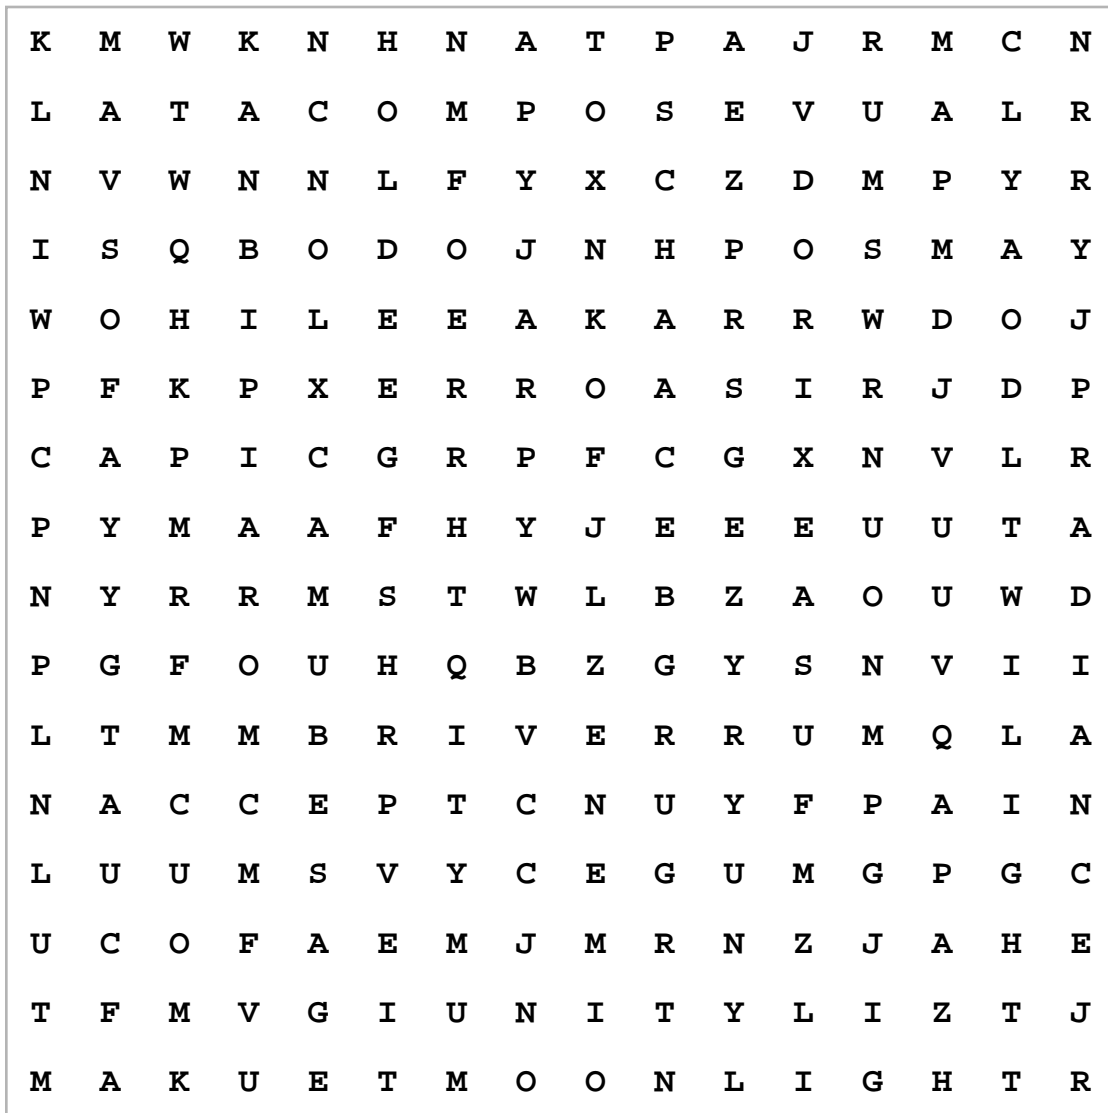 K M W K N H N A T P A J R M C N
L A T A C O M P O S E V U A L R
N V W N N L F Y X C Z D M P Y R
I S Q B O D O J N H P O S M A Y
W O H I L E E A K A R R W D O J
P F K P X E R R O A S I R J D P
C A P I C G R P F C G X N V L R
P Y M A A F H Y J E E E U U T A
N Y R R M S T W L B Z A O U W D
P G F O U H Q B Z G Y S N V I I
L T M M B R I V E R R U M Q L A
N A C C E P T C N U Y F P A I N
L U U M S V Y C E G U M G P G C
U C O F A E M J M R N Z J A H E
T F M V G I U N I T Y L I Z T J
M A K U E T M O O N L I G H T R